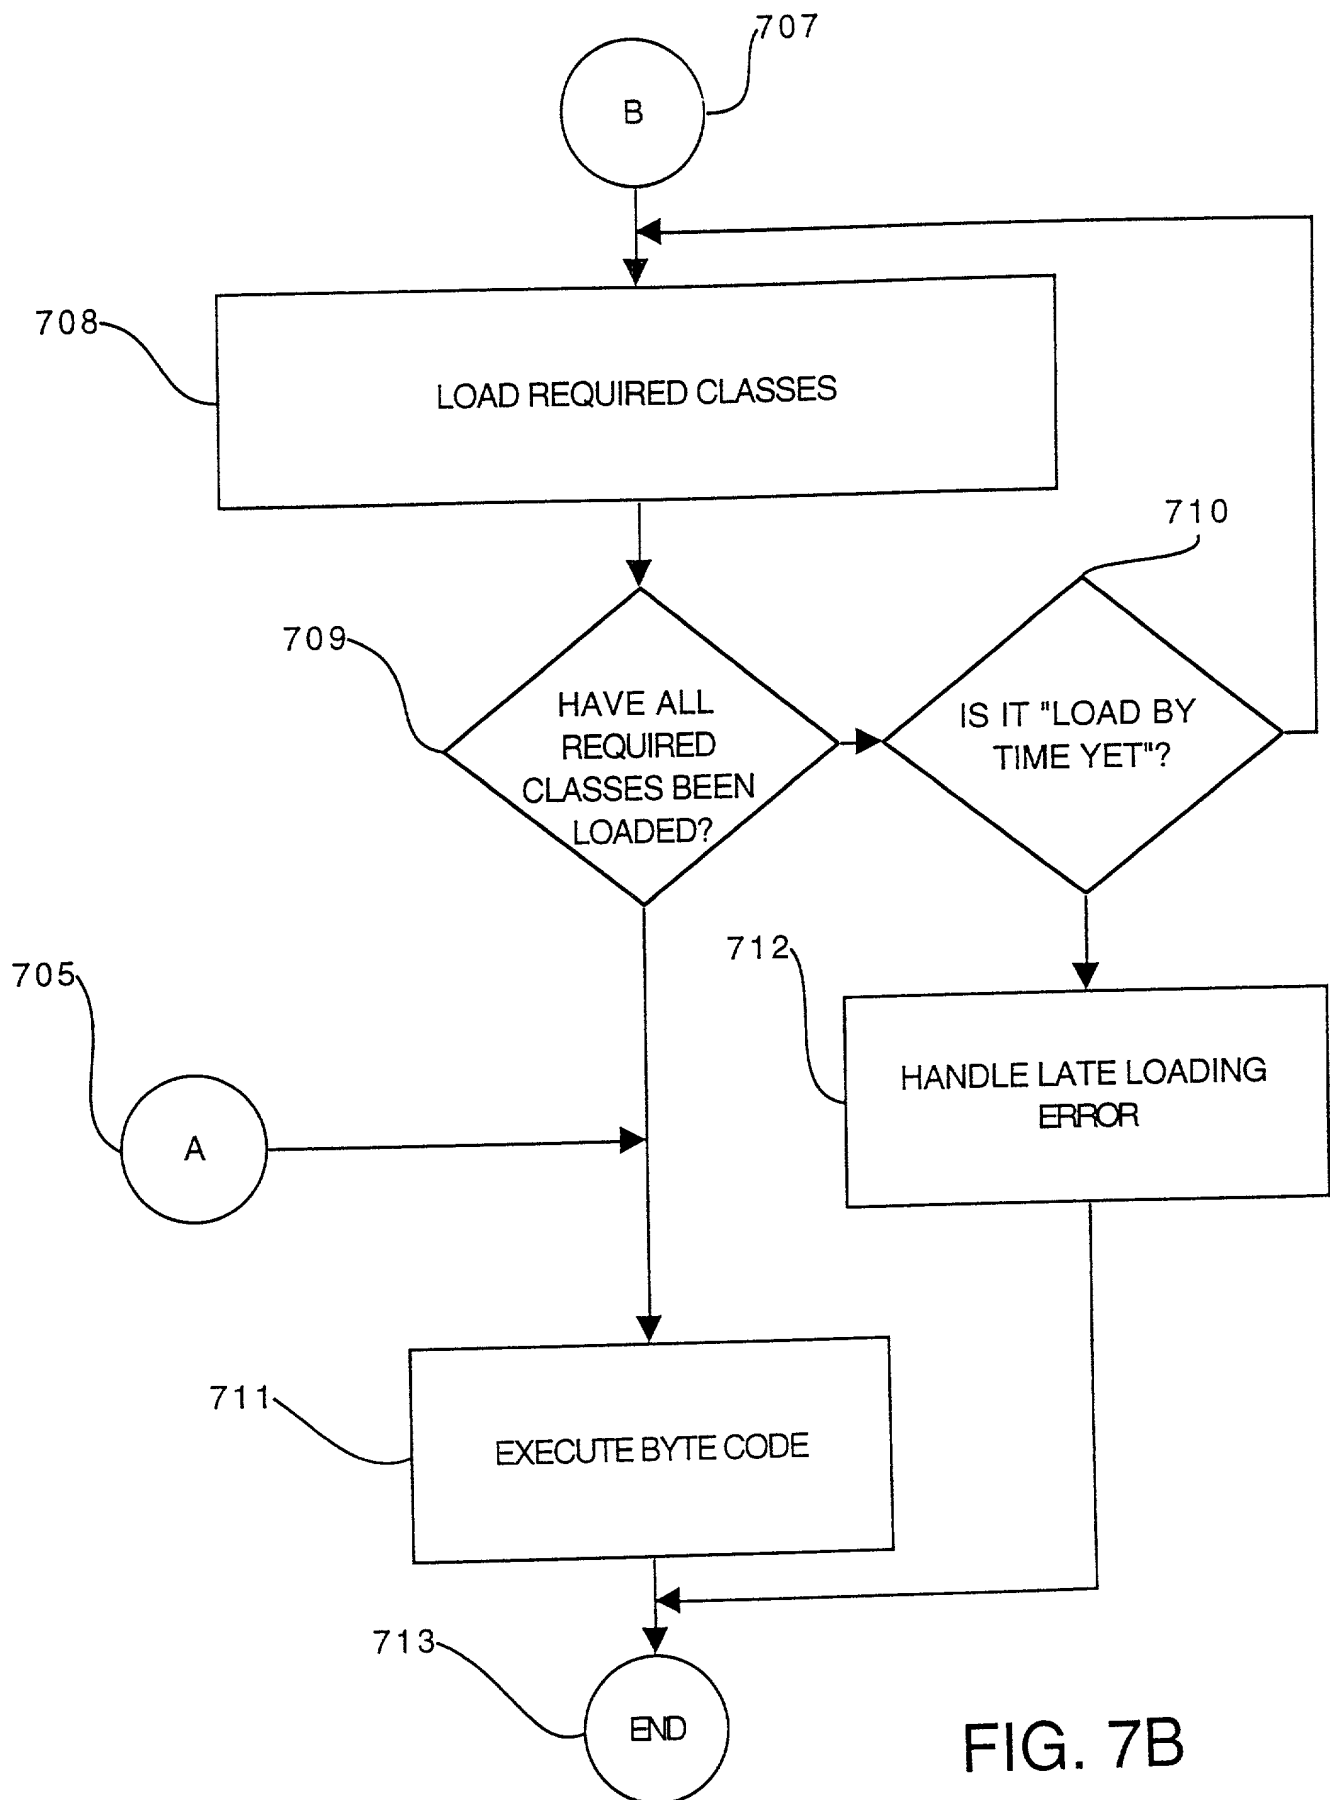 707
B
708
LOAD REQUIRED CLASSES
710
709
HAVE ALL
REQUIRED
CLASSES BEEN
LOADED?
IS IT "LOAD BY
TIME YET"?
712
705
HANDLE LATE LOADING
ERROR
A
711
EXECUTE BYTE CODE
713
END
FIG. 7B